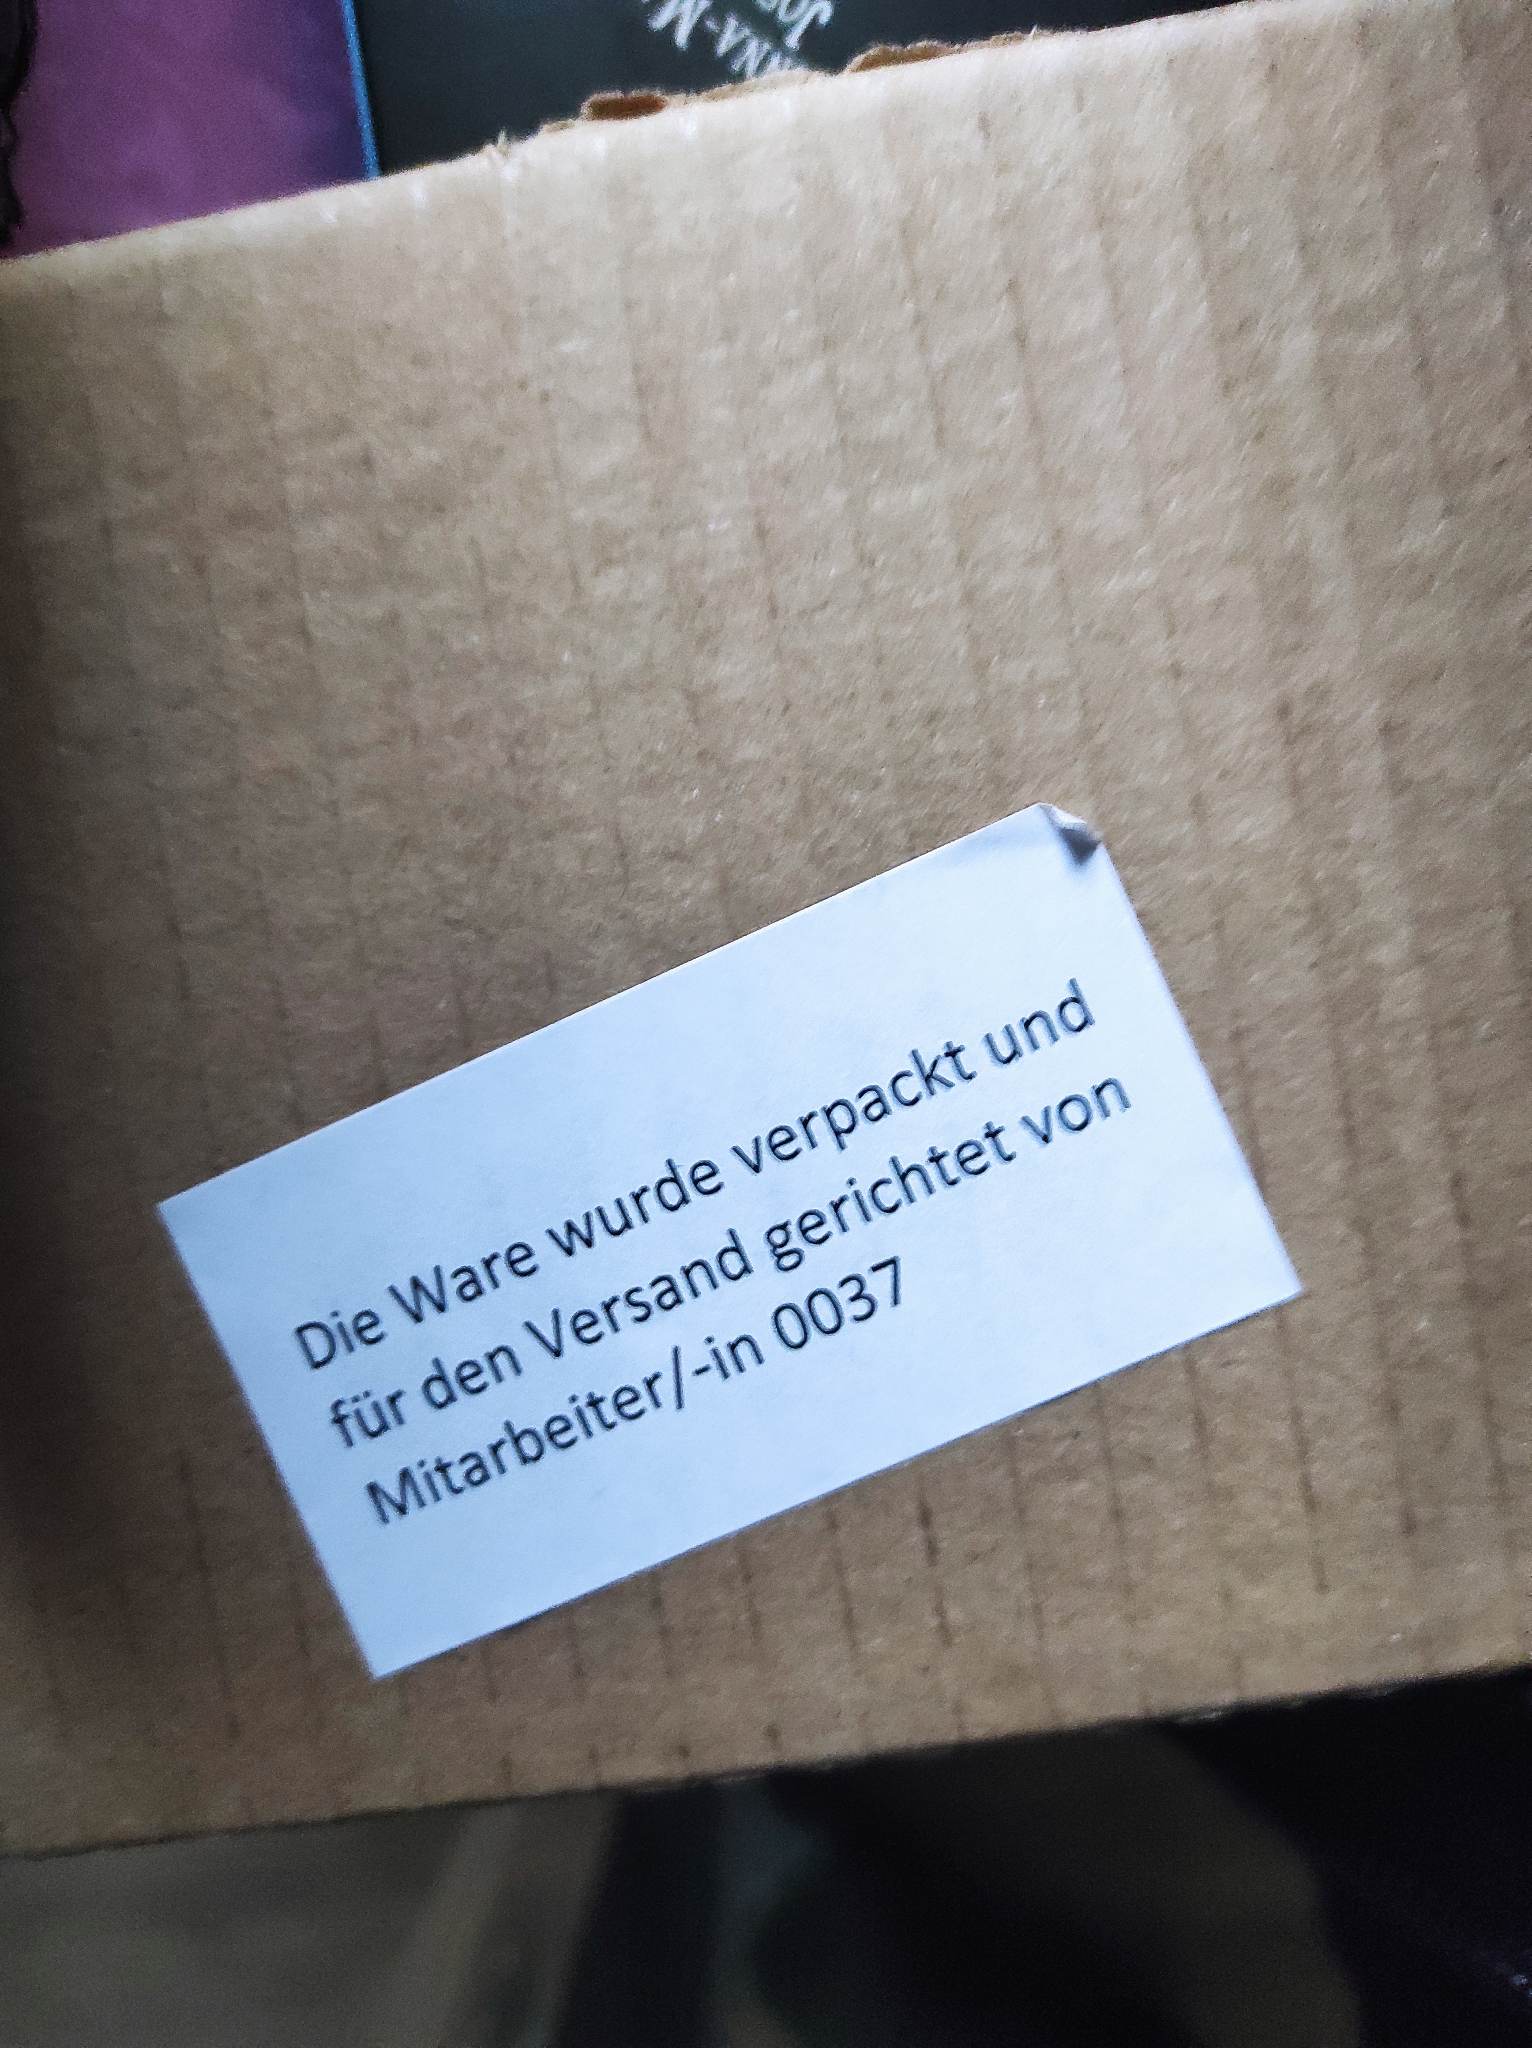 Die Ware wurde verpackt und
für den Versand gerichtet von
Mitarbeiter/-in 0037